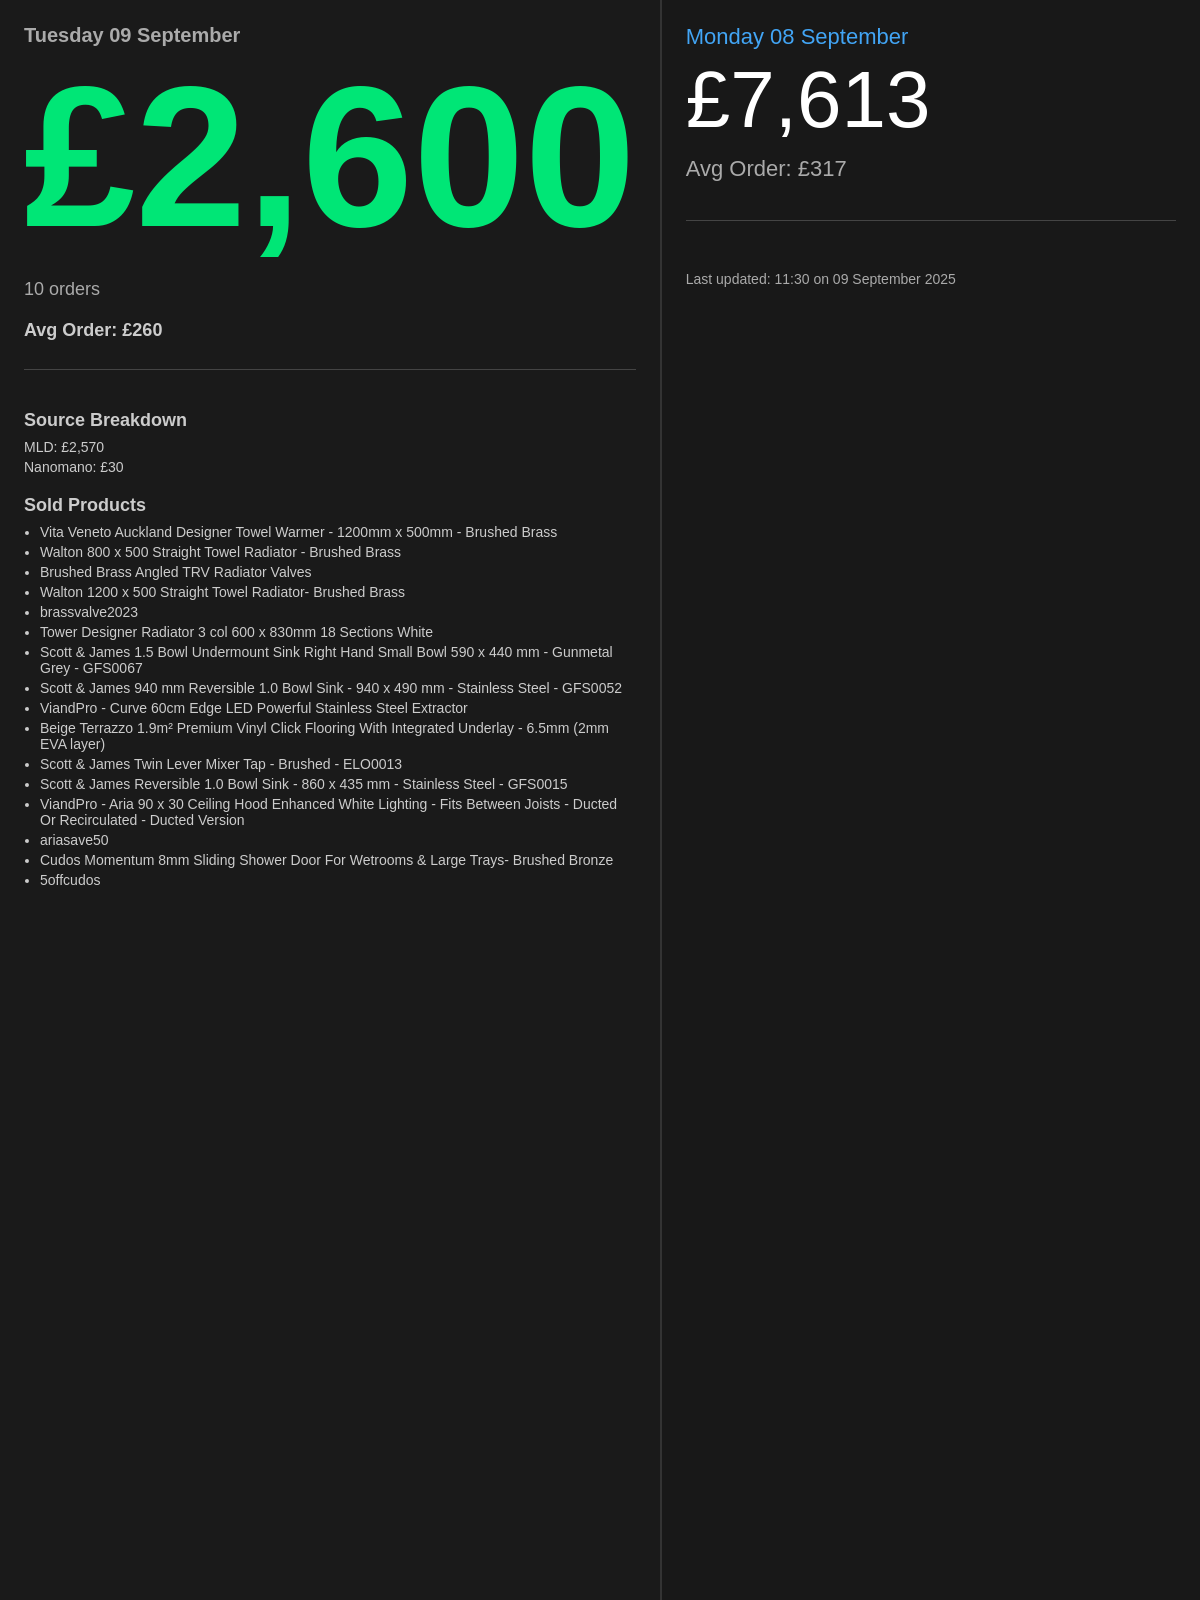 Tuesday 09 September
£2,600
10 orders
Avg Order: £260
Source Breakdown
MLD: £2,570
Nanomano: £30
Sold Products
• Vita Veneto Auckland Designer Towel Warmer - 1200mm x 500mm - Brushed Brass
• Walton 800 x 500 Straight Towel Radiator - Brushed Brass
• Brushed Brass Angled TRV Radiator Valves
• Walton 1200 x 500 Straight Towel Radiator- Brushed Brass
• brassvalve2023
• Tower Designer Radiator 3 col 600 x 830mm 18 Sections White
• Scott & James 1.5 Bowl Undermount Sink Right Hand Small Bowl 590 x 440 mm - Gunmetal
Grey - GFS0067
• Scott & James 940 mm Reversible 1.0 Bowl Sink - 940 x 490 mm - Stainless Steel - GFS0052
• ViandPro - Curve 60cm Edge LED Powerful Stainless Steel Extractor
• Beige Terrazzo 1.9m² Premium Vinyl Click Flooring With Integrated Underlay - 6.5mm (2mm
EVA layer)
• Scott & James Twin Lever Mixer Tap - Brushed - ELO0013
• Scott & James Reversible 1.0 Bowl Sink - 860 x 435 mm - Stainless Steel - GFS0015
• ViandPro - Aria 90 x 30 Ceiling Hood Enhanced White Lighting - Fits Between Joists - Ducted
Or Recirculated - Ducted Version
• ariasave50
• Cudos Momentum 8mm Sliding Shower Door For Wetrooms & Large Trays- Brushed Bronze
• 5offcudos
Monday 08 September
£7,613
Avg Order: £317
Last updated: 11:30 on 09 September 2025